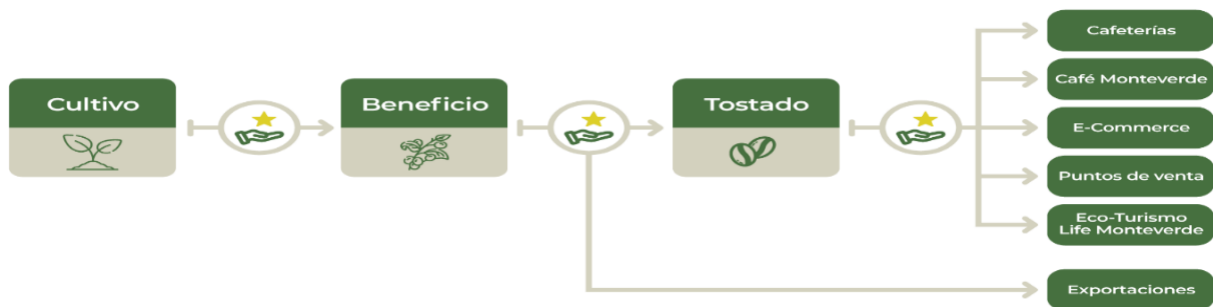 Cultivo
Beneficio
Tostado
Cafeterías
Café Monteverde
E-Commerce
Puntos de venta
Eco-Turismo
Life Monteverde
Exportaciones